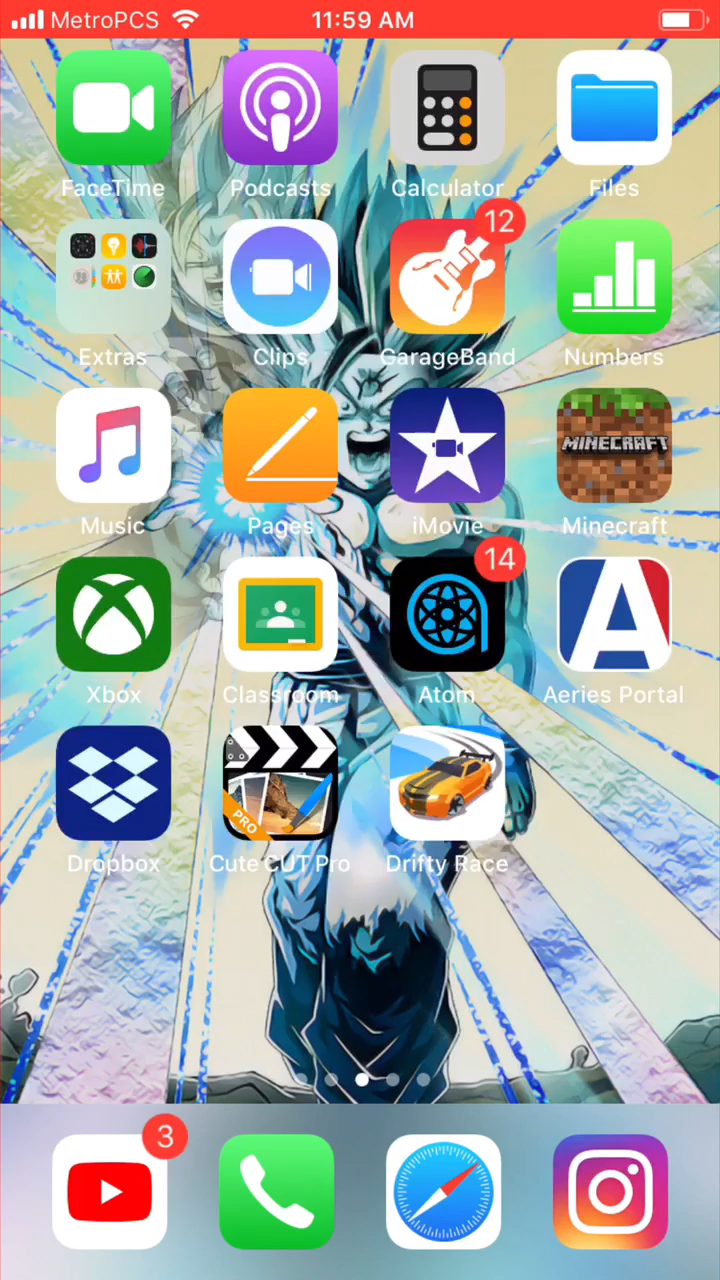 MetroPCS 11:59 AM
FaceTime Podcasts Calculator Files
12
Extras Clips GarageBand Numbers
MINECRAFT
Music Pages iMovie Minecraft
14
Xbox Classroom Atom Aeries Portal
PRO
Dropbox Cute CUT Pro Drifty Race
3